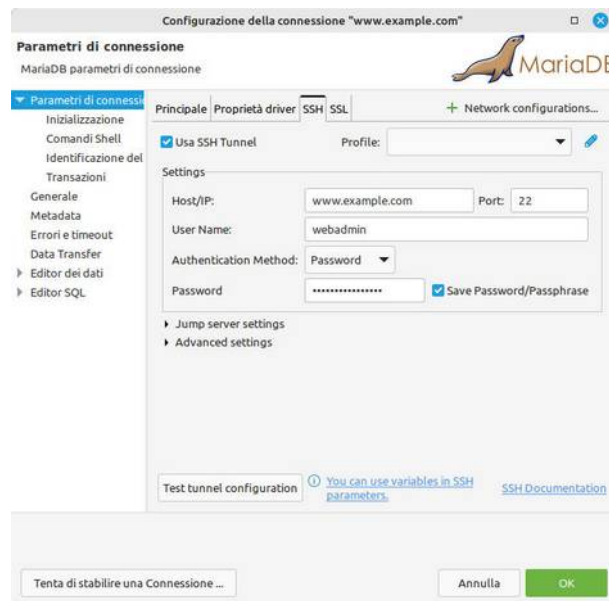 Configurazione della connessione "www.example.com"
Parametri di connessione
MariaDB parametri di connessione
MariaDB
Parametri di connessi
Inizializzazione
Comandi Shell
Identificazione del
Transazioni
Generale
Metadata
Errori e timeout
Data Transfer
Editor dei dati
Editor SQL
Principale Proprietà driver SSH SSL + Network configurations...
Usa SSH Tunnel Profile:
Settings
Host/IP: www.example.com Port: 22
User Name: webadmin
Authentication Method: Password
Password •••••••••••••••• Save Password/Passphrase
Jump server settings
Advanced settings
Test tunnel configuration You can use variables in SSH
parameters. SSH Documentation
Tenta di stabilire una Connessione ... Annulla OK